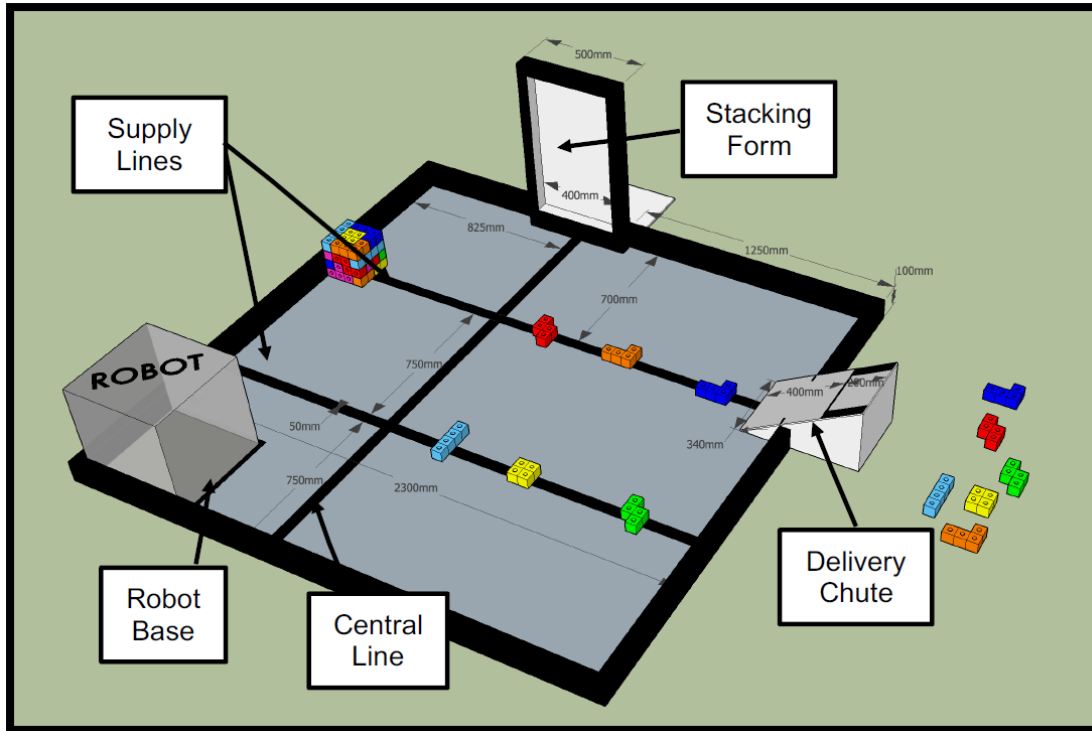 500mm
Supply
Lines
Stacking
Form
400mm
825mm
1250mm
100mm
700mm
ROBOT
750mm
400mm
200mm
50mm
340mm
750mm
2300mm
Robot
Base
Central
Line
Delivery
Chute